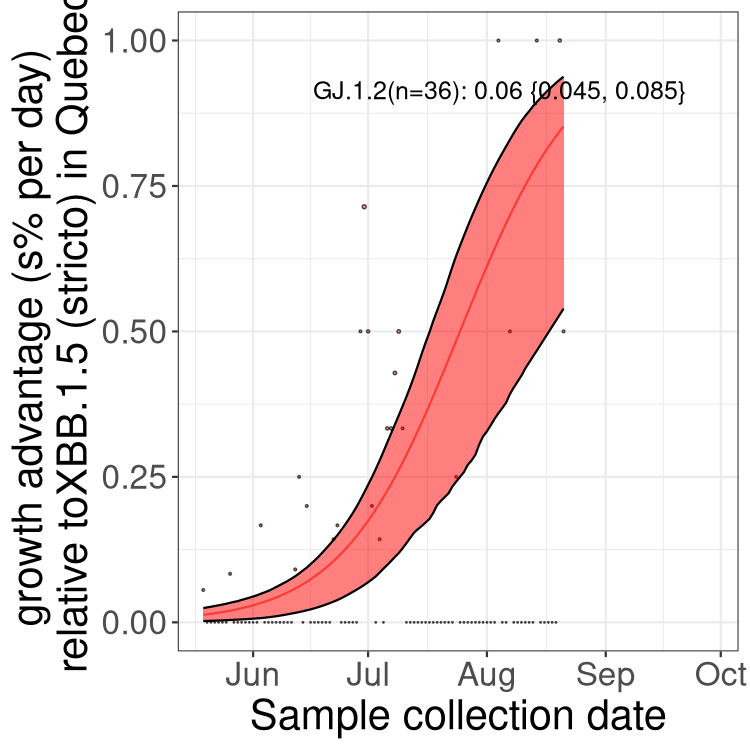 growth advantage (s% per day)
relative toXBB.1.5 (stricto) in Quebec
1.00
0.75
0.50
0.25
0.00
GJ.1.2(n=36): 0.06 {0.045, 0.085}
Jun Jul Aug Sep Oct
Sample collection date